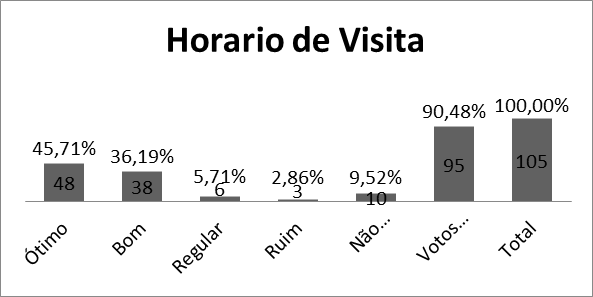 Horario de Visita
45,71% 36,19% 5,71% 2,86% 9,52% 90,48% 100,00%
48 38 6 3 10 95 105
Ótimo Bom Regular Ruim Não... Votos... Total